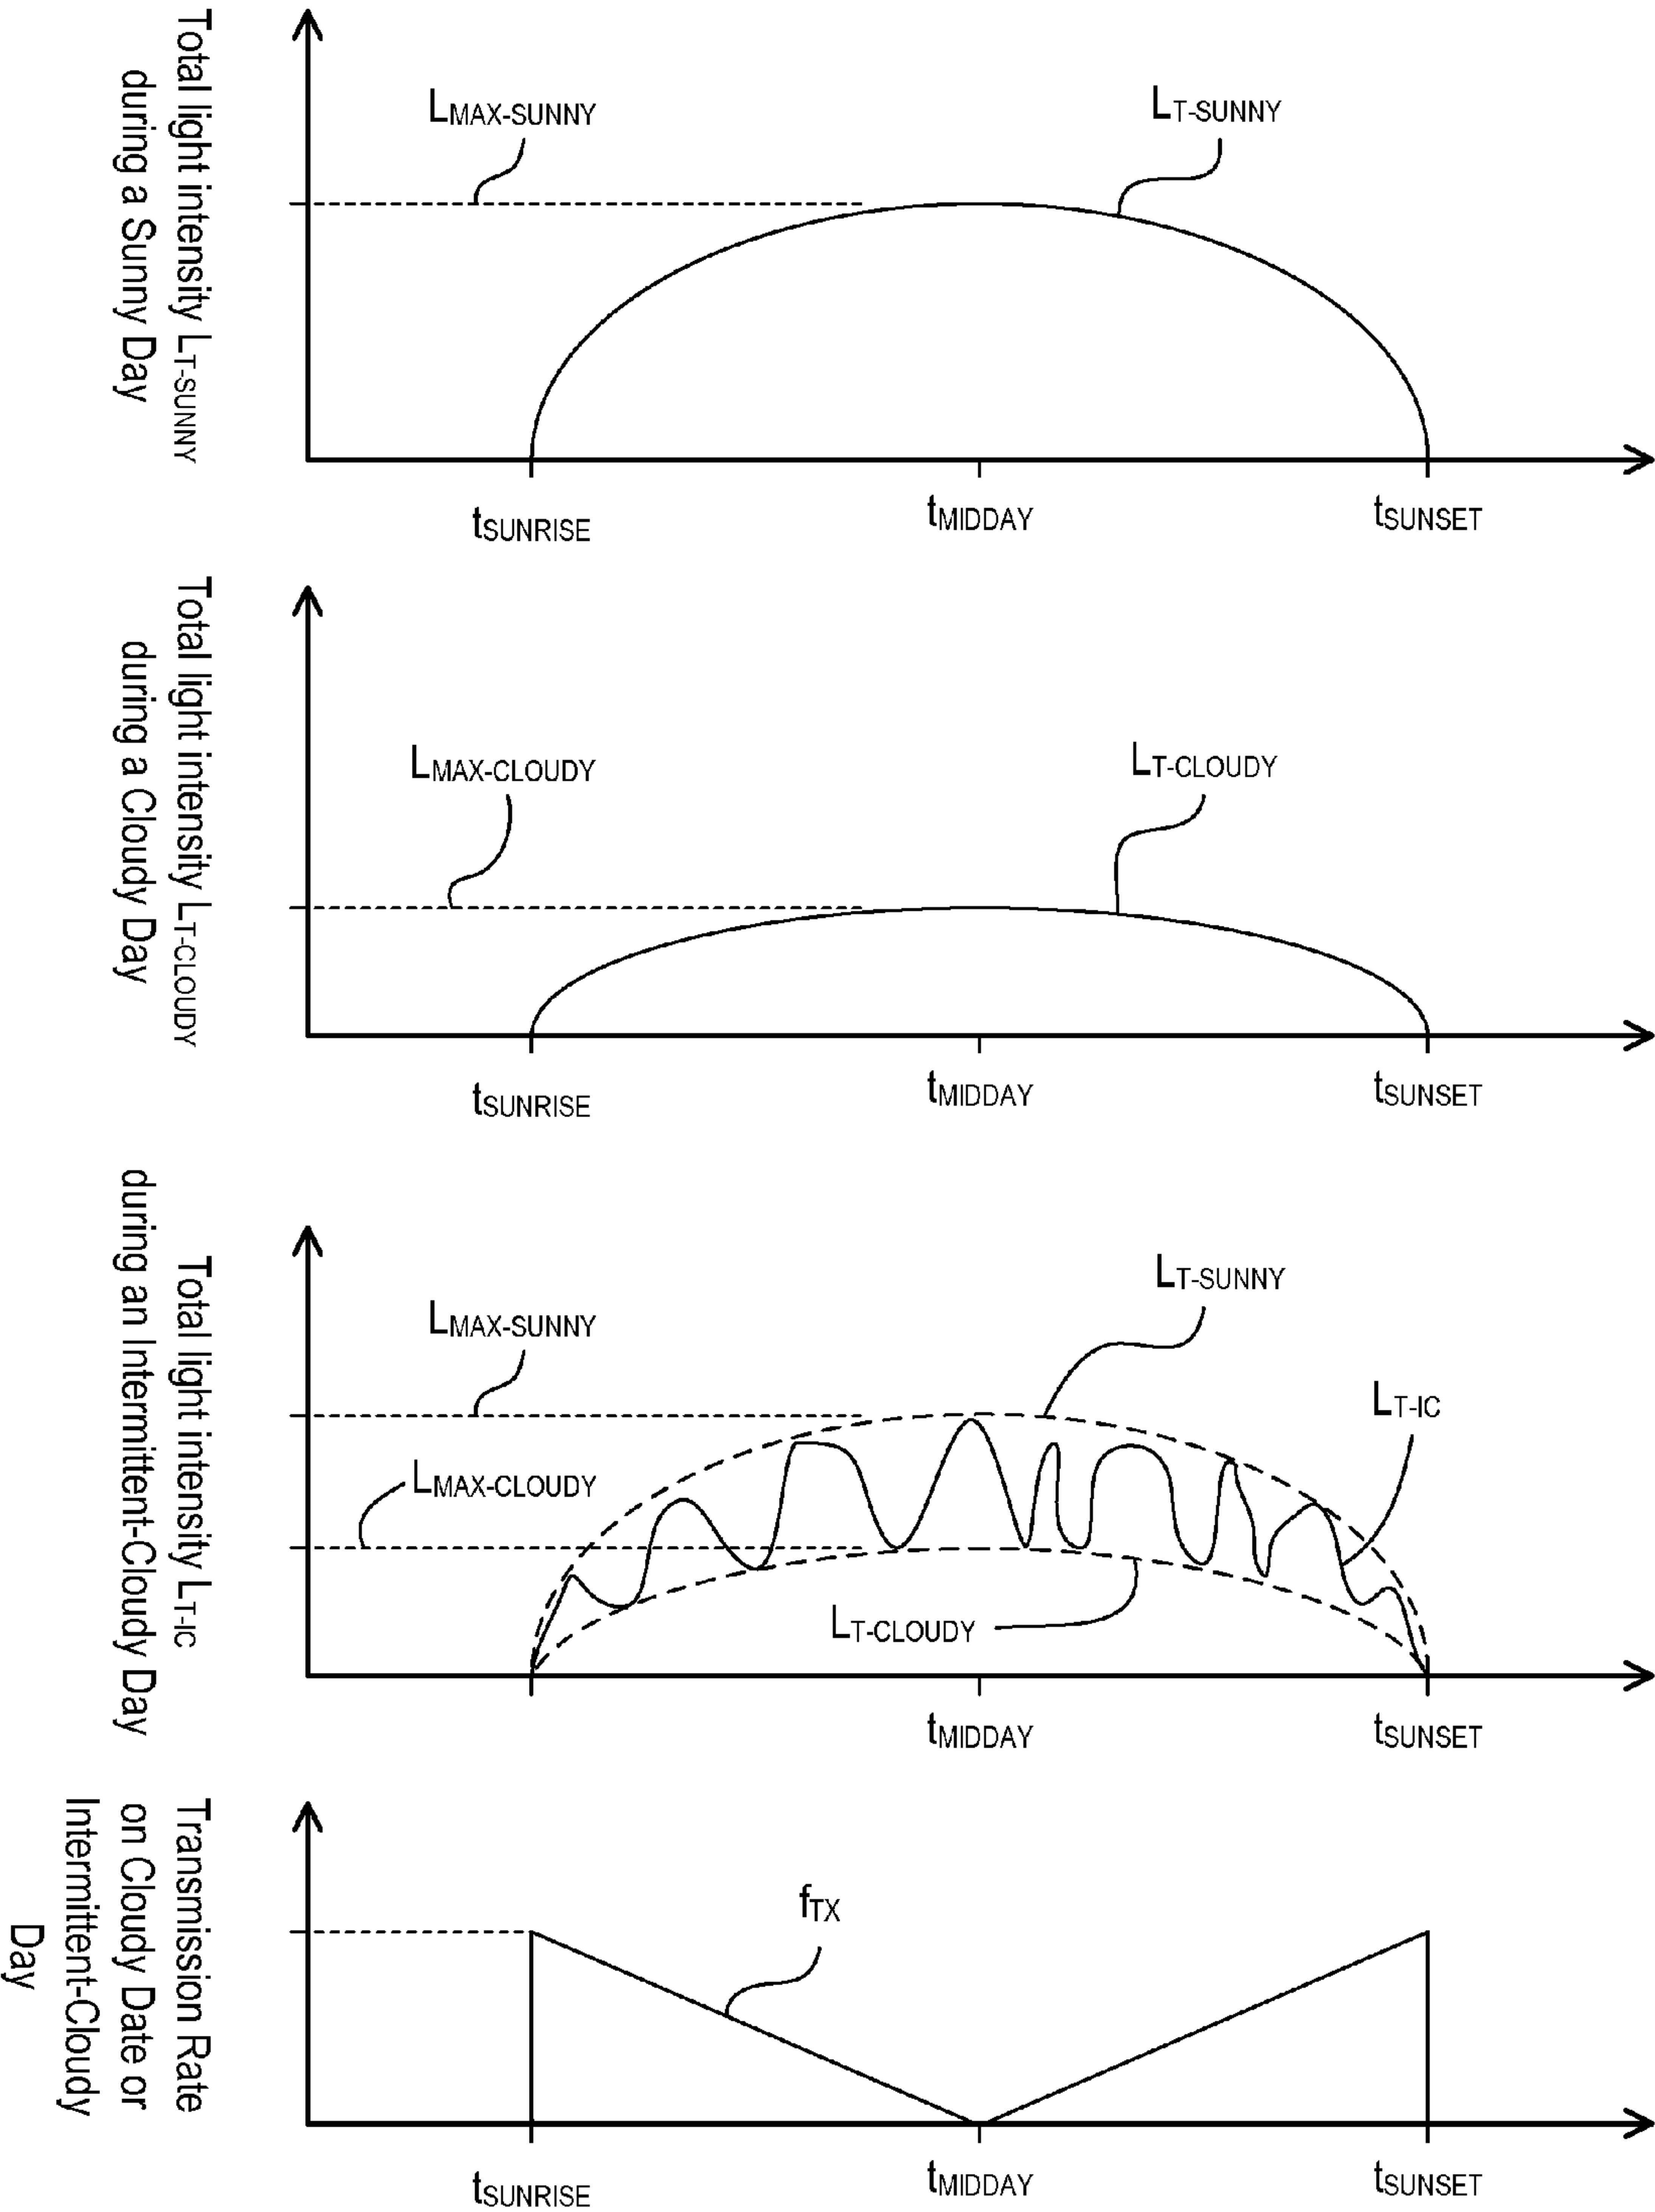 Total light intensity LT-SUNNY
during a Sunny Day
LMAX-SUNNY
LT-SUNNY
tSUNRISE
tMIDDAY
tSUNSET
Total light intensity LT-CLOUDY
during a Cloudy Day
LMAX-CLOUDY
LT-CLOUDY
tSUNRISE
tMIDDAY
tSUNSET
Total light intensity LT-IC
during an Intermittent-Cloudy Day
LT-SUNNY
LMAX-SUNNY
LT-IC
LMAX-CLOUDY
LT-CLOUDY
tMIDDAY
tSUNSET
Transmission Rate
on Cloudy Date or
Intermittent-Cloudy
Day
fTX
tSUNRISE
tMIDDAY
tSUNSET